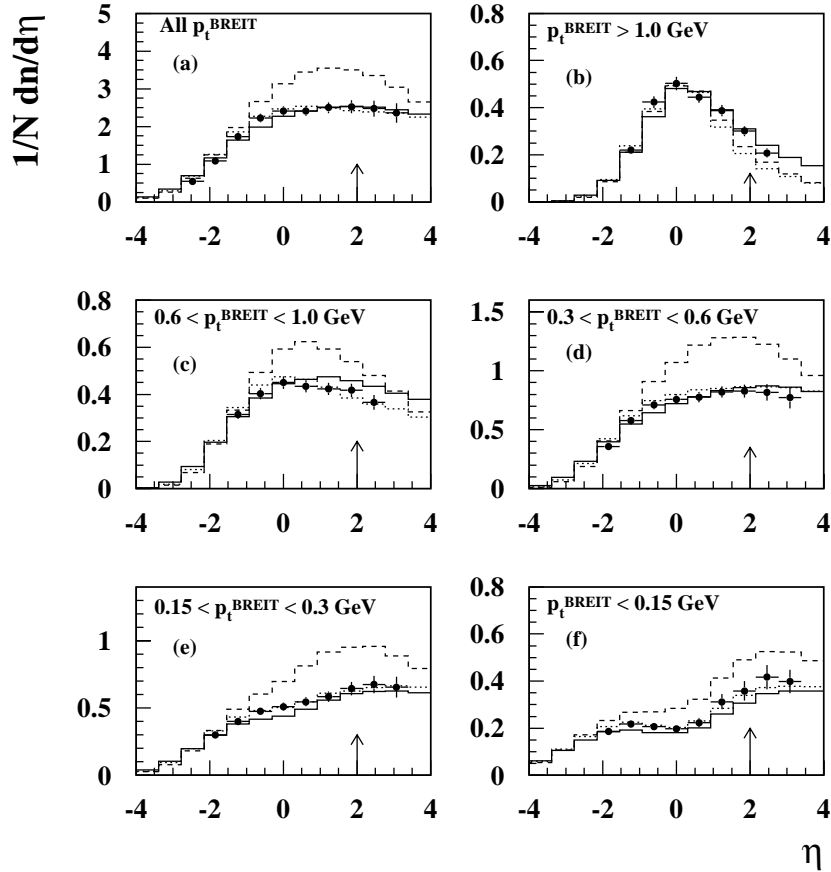 1/N dn/dη
All p_t^BREIT
(a)
5
4
3
2
1
0
-4 -2 0 2 4
p_t^BREIT > 1.0 GeV
(b)
0.8
0.6
0.4
0.2
0
-4 -2 0 2 4
0.6 < p_t^BREIT < 1.0 GeV
(c)
0.8
0.6
0.4
0.2
0
-4 -2 0 2 4
0.3 < p_t^BREIT < 0.6 GeV
(d)
1.5
1
0.5
0
-4 -2 0 2 4
0.15 < p_t^BREIT < 0.3 GeV
(e)
1
0.5
0
-4 -2 0 2 4
p_t^BREIT < 0.15 GeV
(f)
0.8
0.6
0.4
0.2
0
-4 -2 0 2 4
η